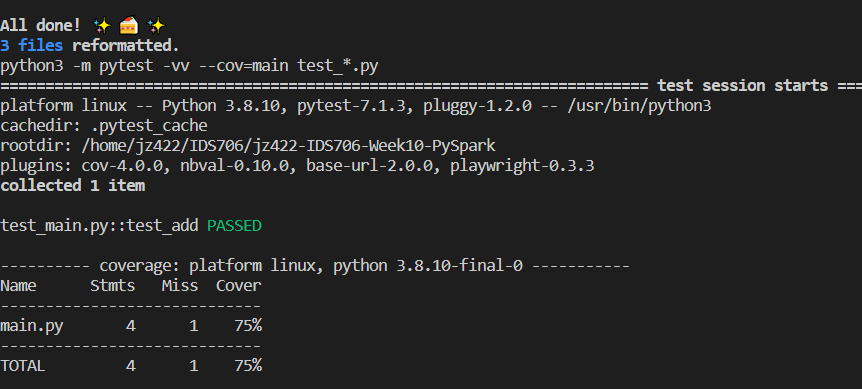 All done! ✨ 🍰 ✨
3 files reformatted.
python3 -m pytest -vv --cov=main test_*.py
======================================================================== test session starts ===
platform linux -- Python 3.8.10, pytest-7.1.3, pluggy-1.2.0 -- /usr/bin/python3
cachedir: .pytest_cache
rootdir: /home/jz422/IDS706/jz422-IDS706-Week10-PySpark
plugins: cov-4.0.0, nbval-0.10.0, base-url-2.0.0, playwright-0.3.3
collected 1 item
test_main.py::test_add PASSED
---------- coverage: platform linux, python 3.8.10-final-0 -----------
Name      Stmts   Miss  Cover
-----------------------------
main.py       4      1    75%
-----------------------------
TOTAL         4      1    75%